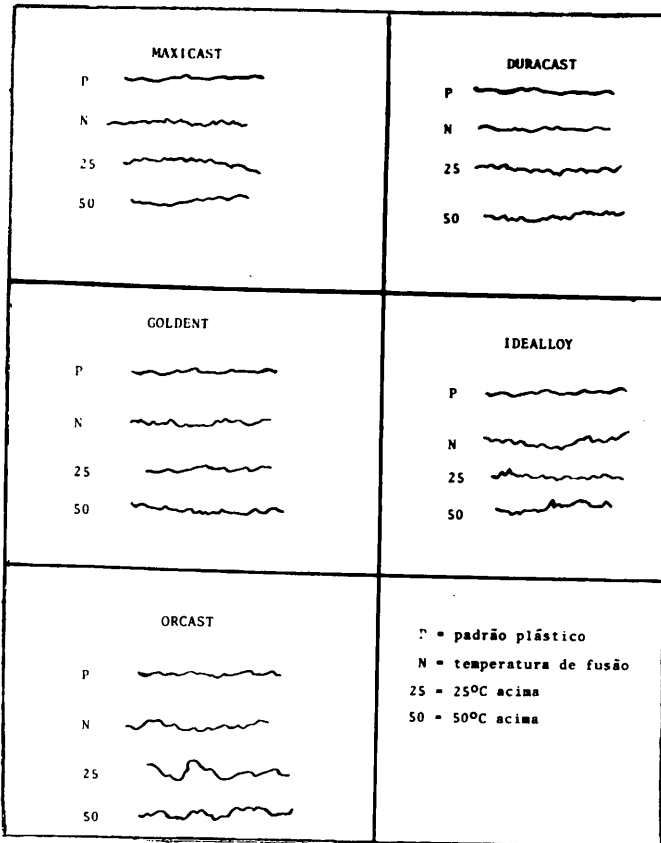 MAXICAST
P
N
25
50
DURACAST
P
N
25
50
GOLDENT
P
N
25
50
IDEALLOY
P
N
25
50
ORCAST
P
N
25
50
P = padrão plástico
N = temperatura de fusão
25 = 25ºC acima
50 = 50ºC acima